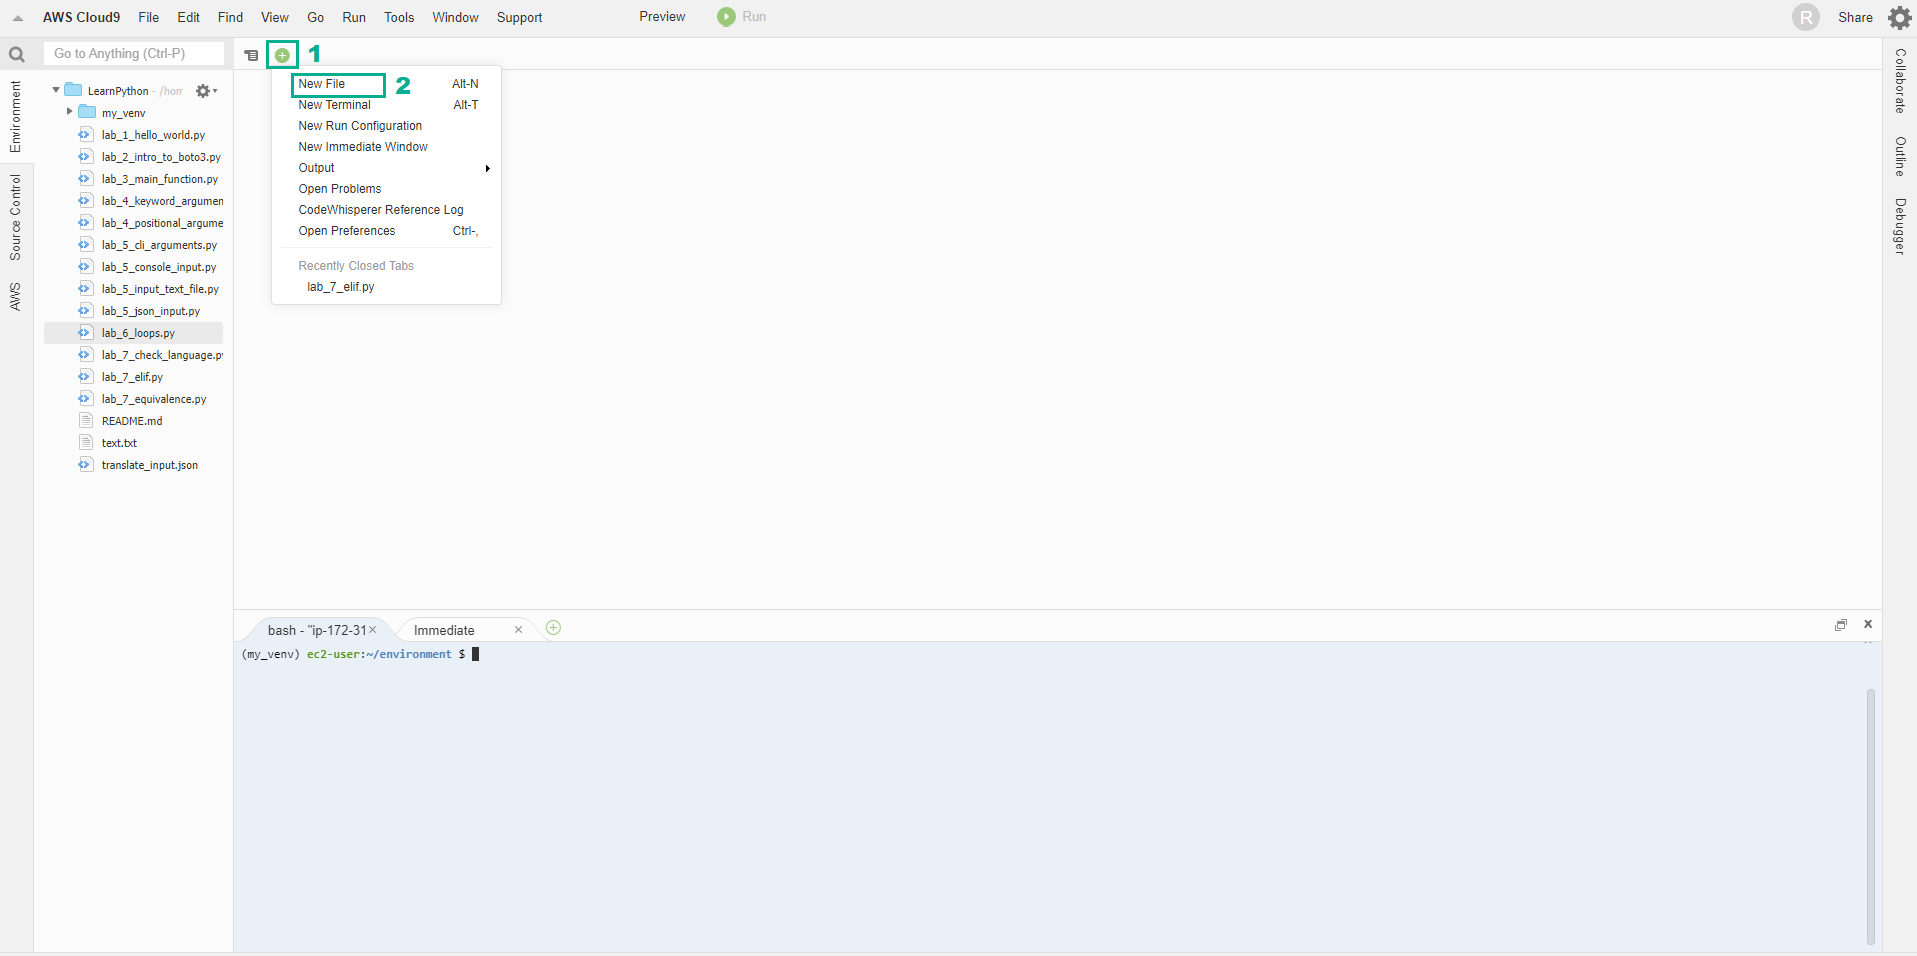 AWS Cloud9 File Edit Find View Go Run Tools Window Support Preview Run R Share
Go to Anything (Ctrl-P)
1
Environment
Source Control
AWS
LearnPython - /hom
my_venv
lab_1_hello_world.py
lab_2_intro_to_boto3.py
lab_3_main_function.py
lab_4_keyword_argumen
lab_4_positional_argume
lab_5_cli_arguments.py
lab_5_console_input.py
lab_5_input_text_file.py
lab_5_json_input.py
lab_6_loops.py
lab_7_check_language.py
lab_7_elif.py
lab_7_equivalence.py
README.md
text.txt
translate_input.json
New File 2 Alt-N
New Terminal Alt-T
New Run Configuration
New Immediate Window
Output
Open Problems
CodeWhisperer Reference Log
Open Preferences Ctrl-,
Recently Closed Tabs
lab_7_elif.py
Collaborate
Outline
Debugger
bash - "ip-172-31 Immediate
(my_venv) ec2-user:~/environment $